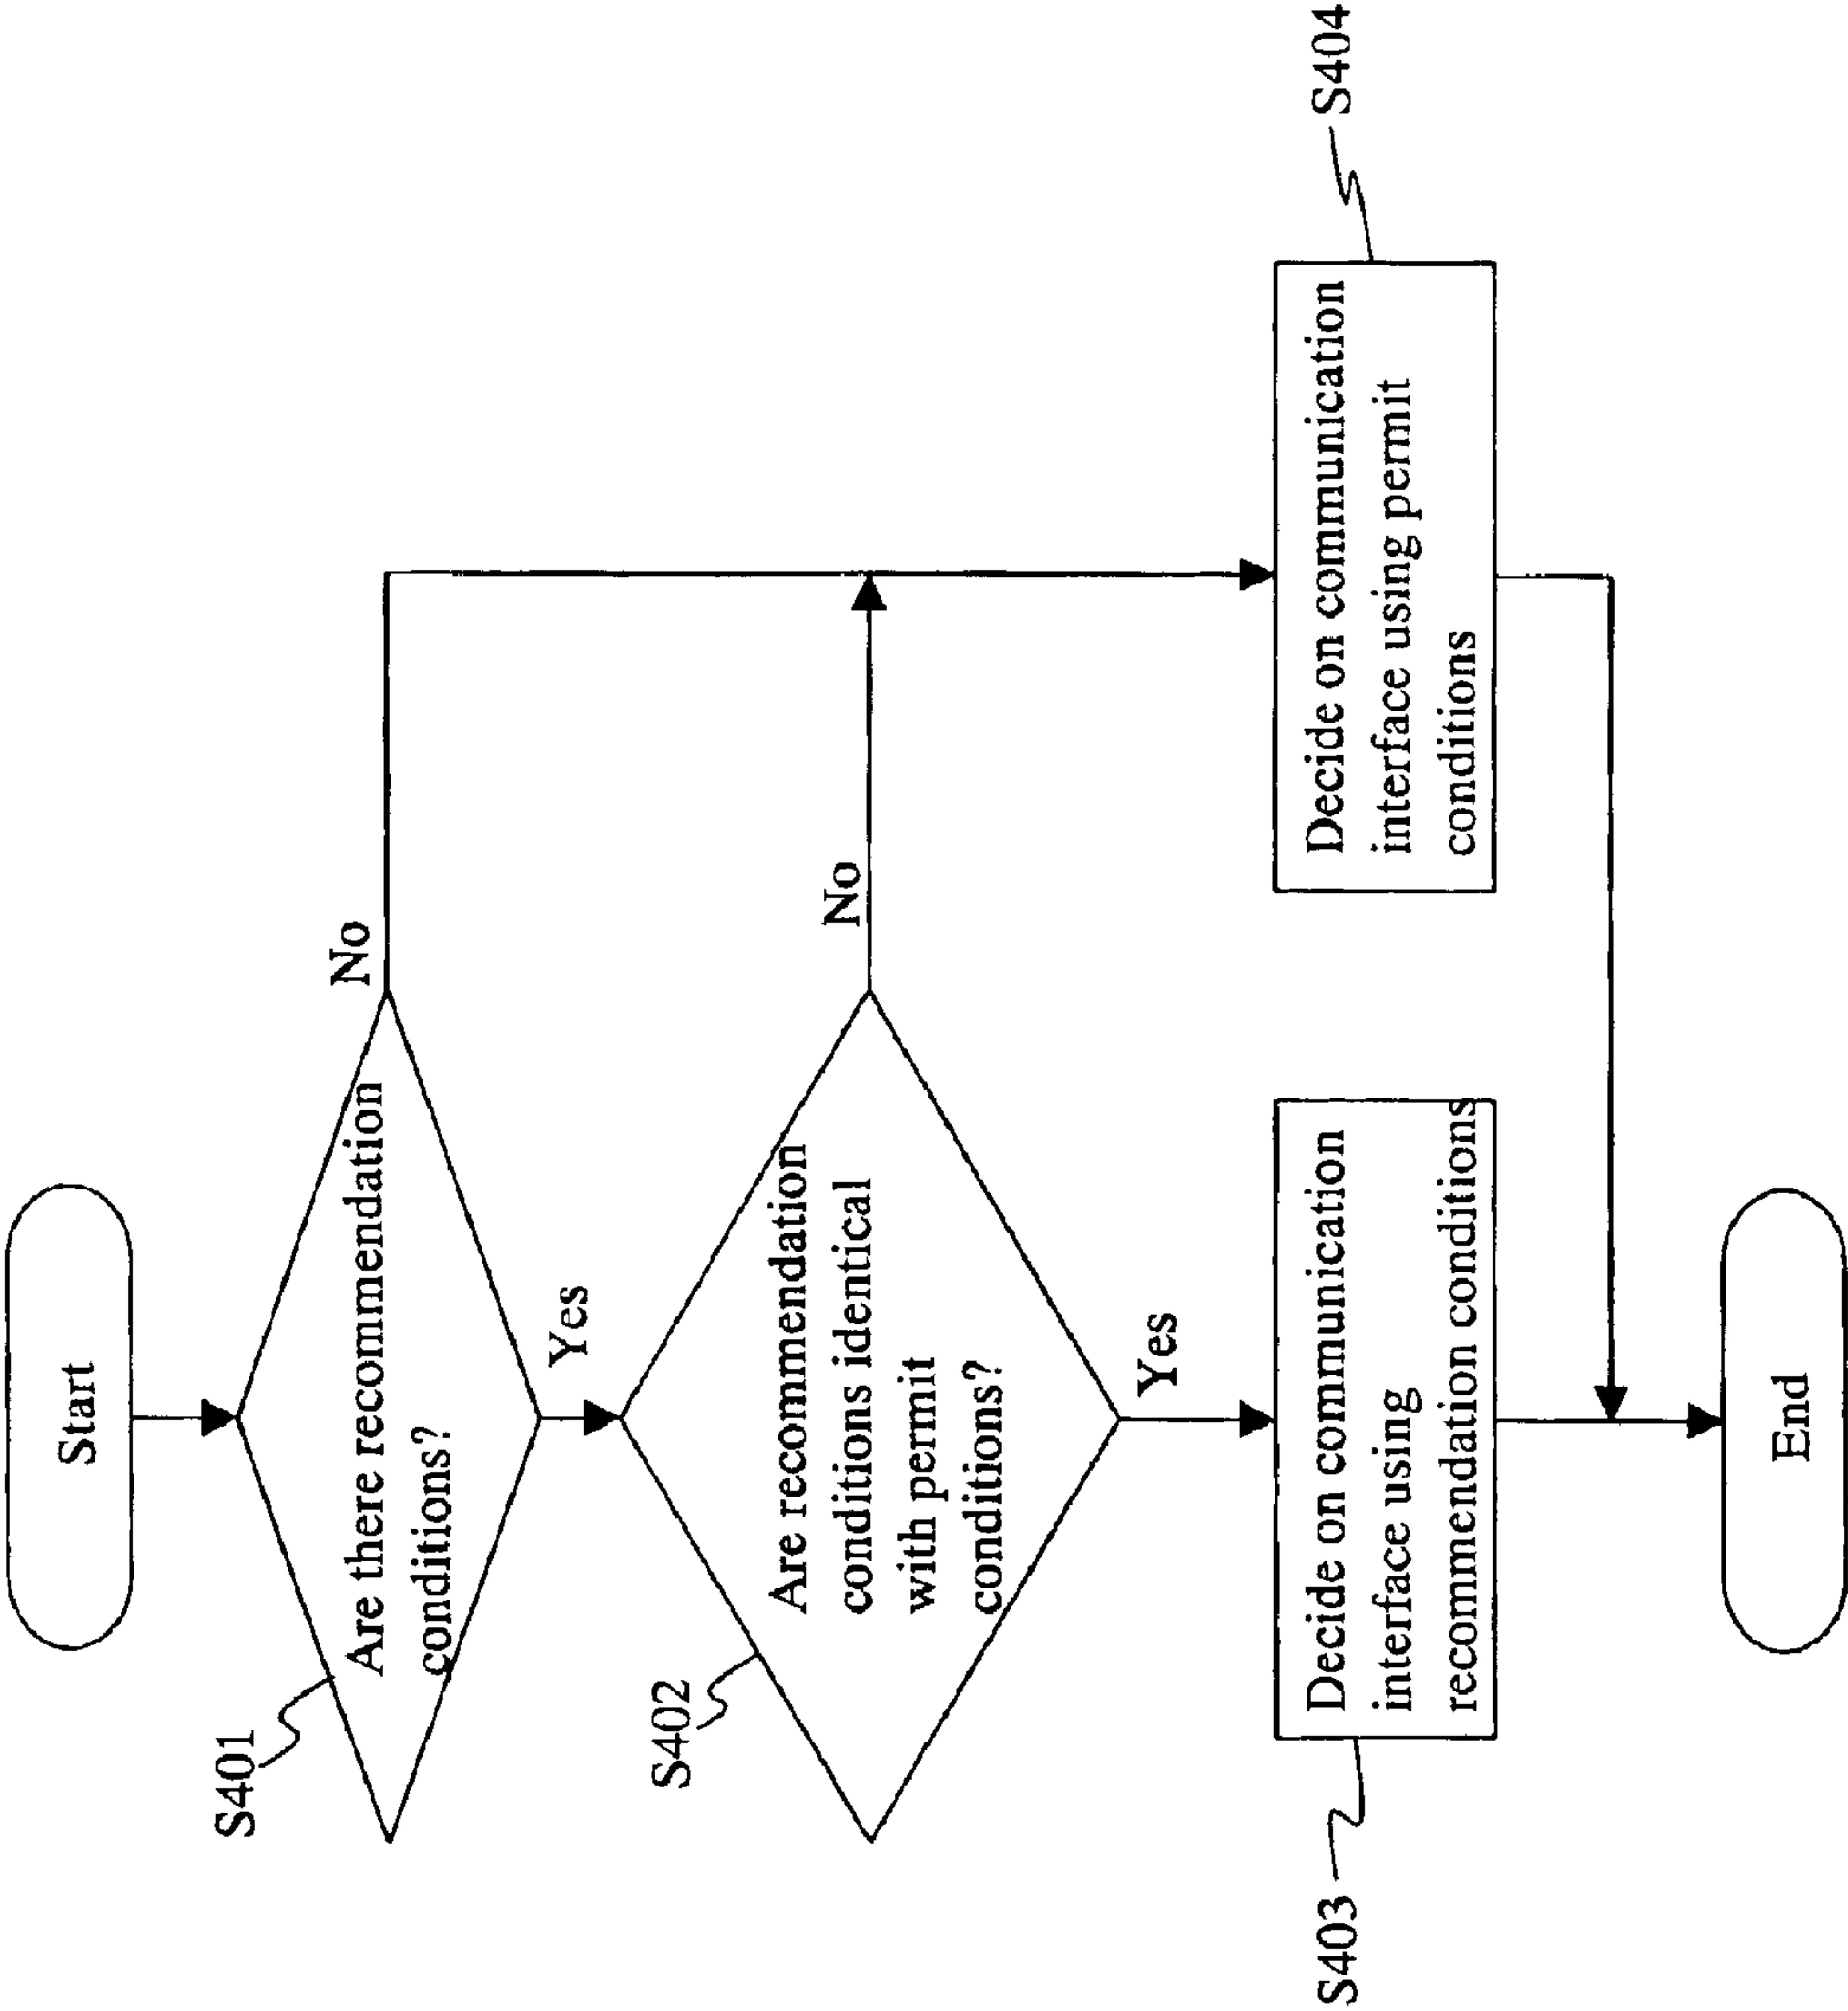 Start
S401
Are there recommendation
conditions?
No
Yes
S402
Are recommendation
conditions identical
with permit
conditions?
No
Yes
S403
Decide on communication
interface using
recommendation conditions
Decide on communication
interface using permit
conditions
S404
End